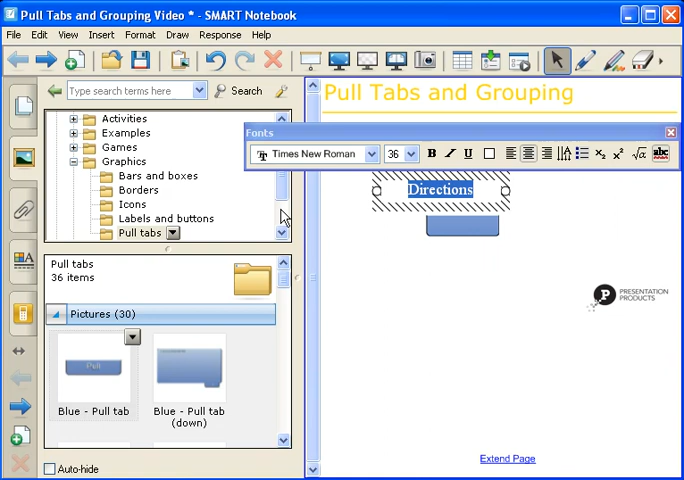 Pull Tabs and Grouping Video * - SMART Notebook
File Edit View Insert Format Draw Response Help
Type search terms here Search
Activities
Examples
Games
Graphics
Bars and boxes
Borders
Icons
Labels and buttons
Pull tabs
Pull tabs
36 items
Pictures (30)
Pull
Blue - Pull tab
Blue - Pull tab
(down)
Auto-hide
Pull Tabs and Grouping
Fonts
Times New Roman 36 B I U abc
Directions
P PRESENTATION
PRODUCTS
Extend Page